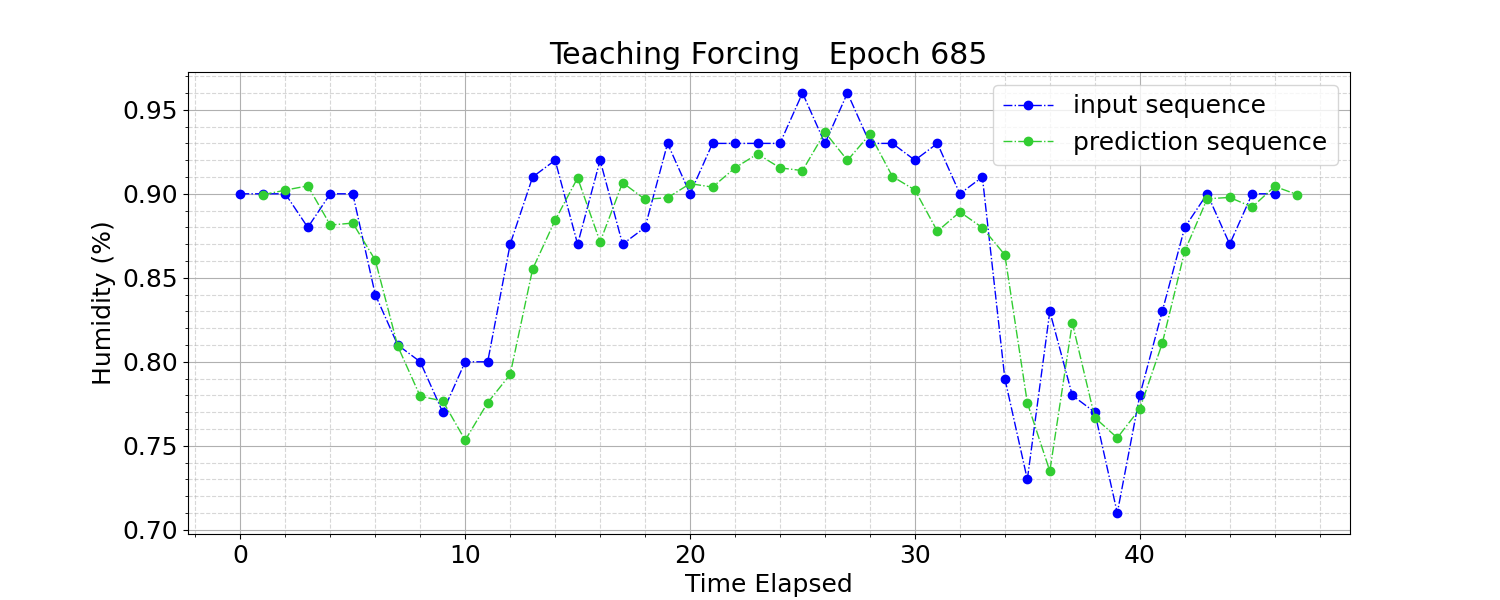 Teaching Forcing   Epoch 685
input sequence
prediction sequence
Humidity (%)
0.95
0.90
0.85
0.80
0.75
0.70
0 10 20 30 40
Time Elapsed